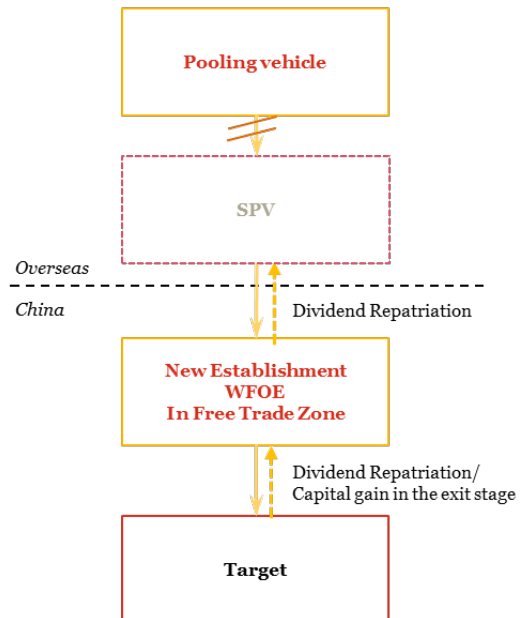 Pooling vehicle
SPV
Overseas
China
Dividend Repatriation
New Establishment
WFOE
In Free Trade Zone
Dividend Repatriation/
Capital gain in the exit stage
Target